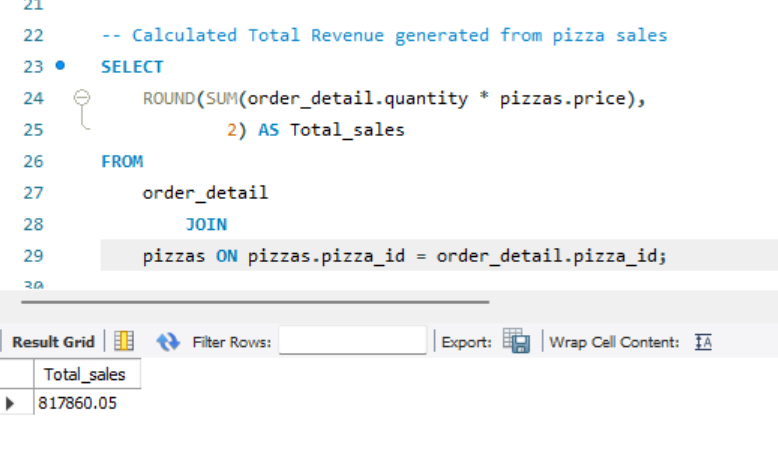 21
22 -- Calculated Total Revenue generated from pizza sales
23 SELECT
24 ROUND(SUM(order_detail.quantity * pizzas.price),
25 2) AS Total_sales
26 FROM
27 order_detail
28 JOIN
29 pizzas ON pizzas.pizza_id = order_detail.pizza_id;
30
Result Grid Filter Rows: Export: Wrap Cell Content: IA
Total_sales
817860.05